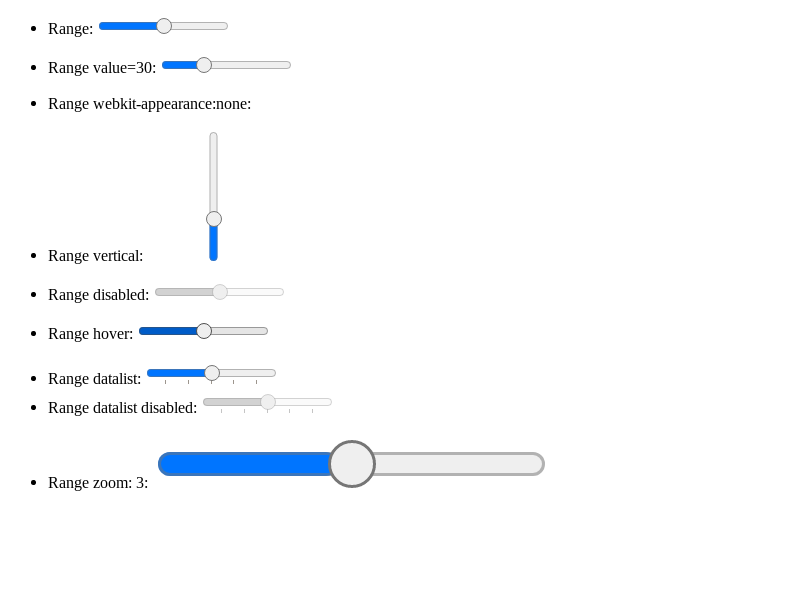 Range:
Range value=30:
Range webkit-appearance:none:
Range vertical:
Range disabled:
Range hover:
Range datalist:
Range datalist disabled:
Range zoom: 3: